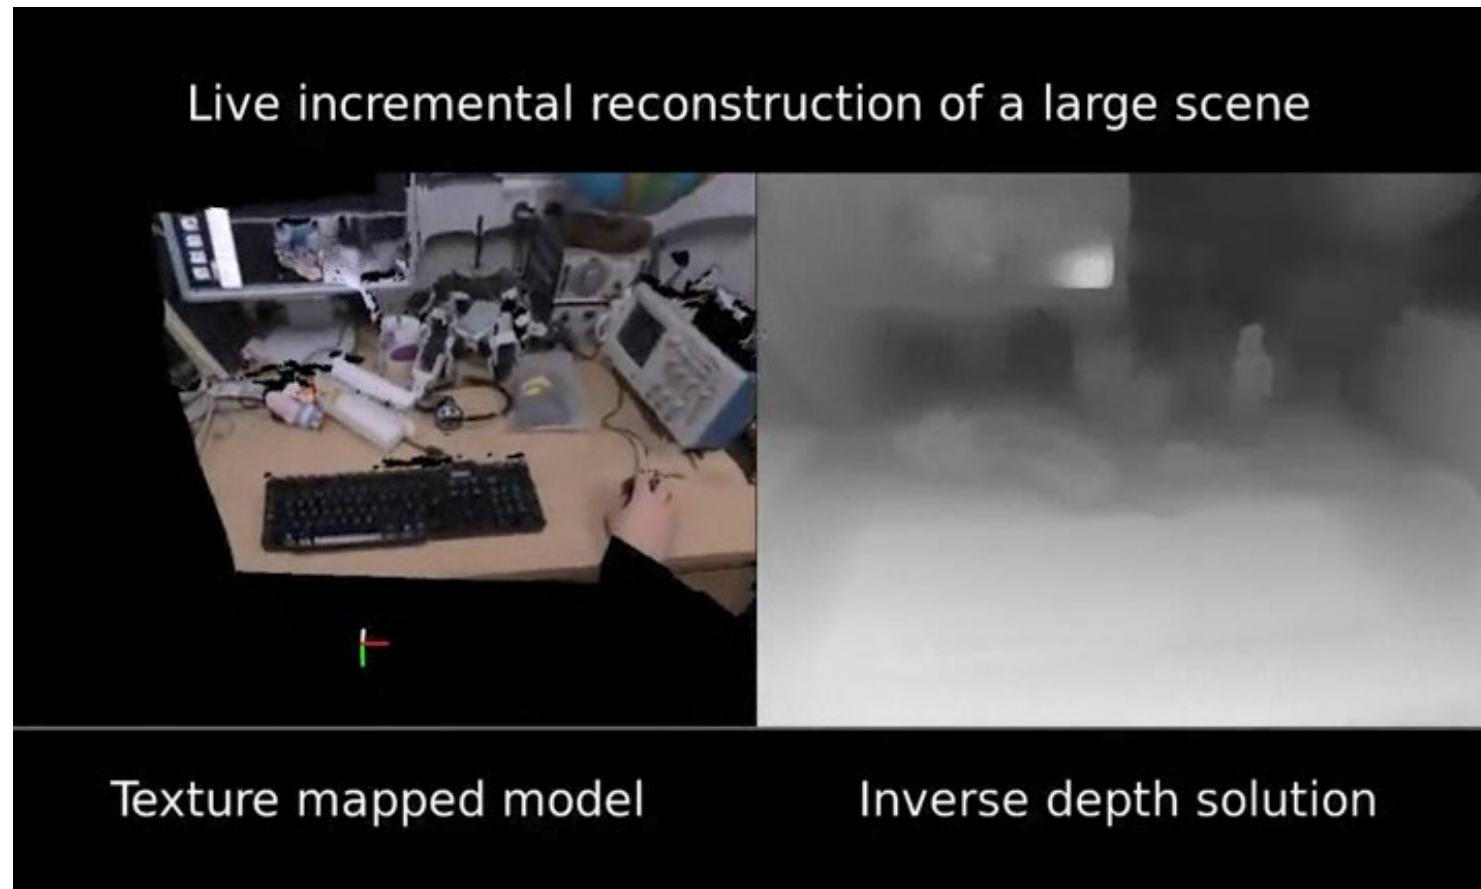 Live incremental reconstruction of a large scene
Texture mapped model
Inverse depth solution